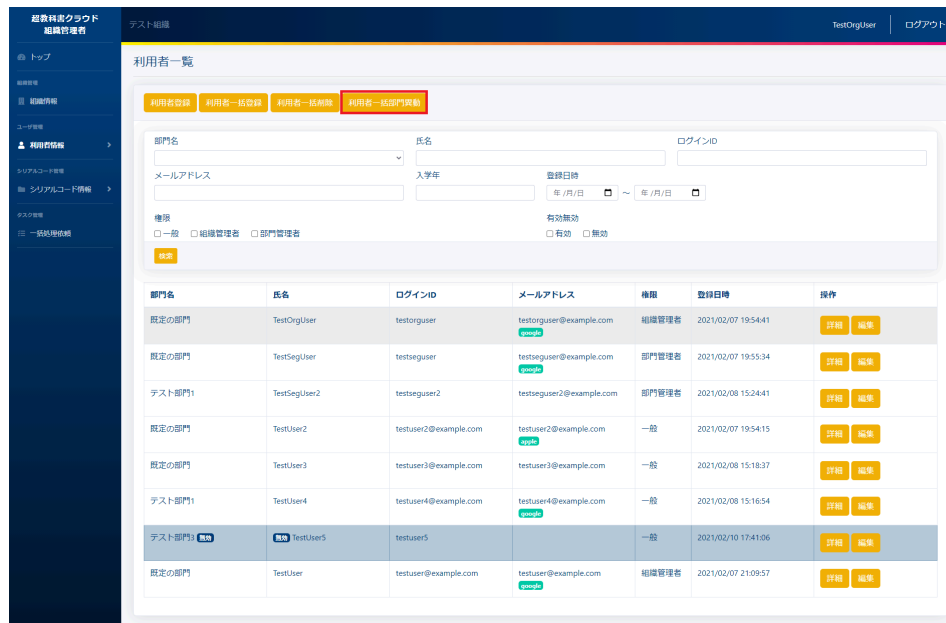 超教科書クラウド
組織管理者
テスト組織
TestOrgUser
ログアウト
トップ
組織管理
組織情報
ユーザ管理
利用者情報
シリアルコード管理
シリアルコード情報
タスク管理
一括処理依頼
利用者一覧
利用者登録 利用者一括登録 利用者一括削除 利用者一括部門異動
部門名 氏名 ログインID
メールアドレス 入学年 登録日時
年 /月/日 ～ 年 /月/日
権限 有効無効
一般 組織管理者 部門管理者 有効 無効
検索
部門名 氏名 ログインID メールアドレス 権限 登録日時 操作
既定の部門 TestOrgUser testorguser testorguser@example.com 組織管理者 2021/02/07 19:54:41 詳細 編集
google
既定の部門 TestSegUser testseguser testseguser@example.com 部門管理者 2021/02/07 19:55:34 詳細 編集
google
テスト部門1 TestSegUser2 testseguser2 testseguser2@example.com 部門管理者 2021/02/08 15:24:41 詳細 編集
既定の部門 TestUser2 testuser2@example.com testuser2@example.com 一般 2021/02/07 19:54:15 詳細 編集
apple
既定の部門 TestUser3 testuser3@example.com testuser3@example.com 一般 2021/02/08 15:18:37 詳細 編集
テスト部門1 TestUser4 testuser4@example.com testuser4@example.com 一般 2021/02/08 15:16:54 詳細 編集
google
テスト部門3 無効 無効 TestUser5 testuser5 一般 2021/02/10 17:41:06 詳細 編集
既定の部門 TestUser testuser@example.com testuser@example.com 組織管理者 2021/02/07 21:09:57 詳細 編集
google